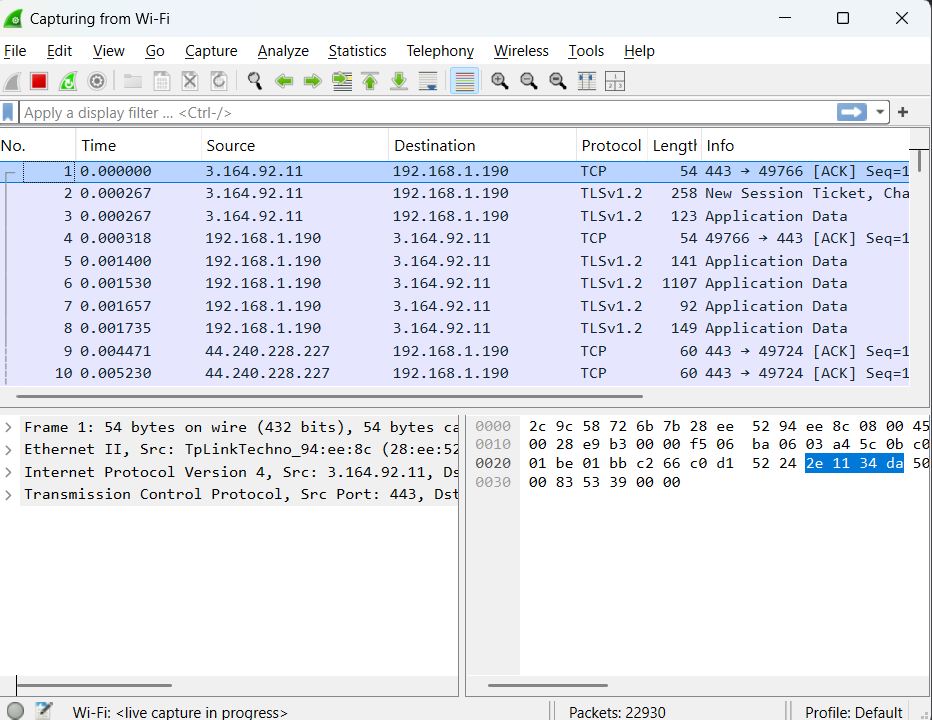 Capturing from Wi-Fi
File Edit View Go Capture Analyze Statistics Telephony Wireless Tools Help
Apply a display filter ... <Ctrl-/>
No. Time Source Destination Protocol Length Info
1 0.000000 3.164.92.11 192.168.1.190 TCP 54 443 → 49766 [ACK] Seq=1
2 0.000267 3.164.92.11 192.168.1.190 TLSv1.2 258 New Session Ticket, Cha
3 0.000267 3.164.92.11 192.168.1.190 TLSv1.2 123 Application Data
4 0.000318 192.168.1.190 3.164.92.11 TCP 54 49766 → 443 [ACK] Seq=1
5 0.001400 192.168.1.190 3.164.92.11 TLSv1.2 141 Application Data
6 0.001530 192.168.1.190 3.164.92.11 TLSv1.2 1107 Application Data
7 0.001657 192.168.1.190 3.164.92.11 TLSv1.2 92 Application Data
8 0.001735 192.168.1.190 3.164.92.11 TLSv1.2 149 Application Data
9 0.004471 44.240.228.227 192.168.1.190 TCP 60 443 → 49724 [ACK] Seq=1
10 0.005230 44.240.228.227 192.168.1.190 TCP 60 443 → 49724 [ACK] Seq=1
Frame 1: 54 bytes on wire (432 bits), 54 bytes ca
Ethernet II, Src: TpLinkTechno_94:ee:8c (28:ee:52
Internet Protocol Version 4, Src: 3.164.92.11, Ds
Transmission Control Protocol, Src Port: 443, Dst
0000 2c 9c 58 72 6b 7b 28 ee 52 94 ee 8c 08 00 45
0010 00 28 e9 b3 00 00 f5 06 ba 06 03 a4 5c 0b c0
0020 01 be 01 bb c2 66 c0 d1 52 24 2e 11 34 da 50
0030 00 83 53 39 00 00
Wi-Fi: <live capture in progress> Packets: 22930 Profile: Default